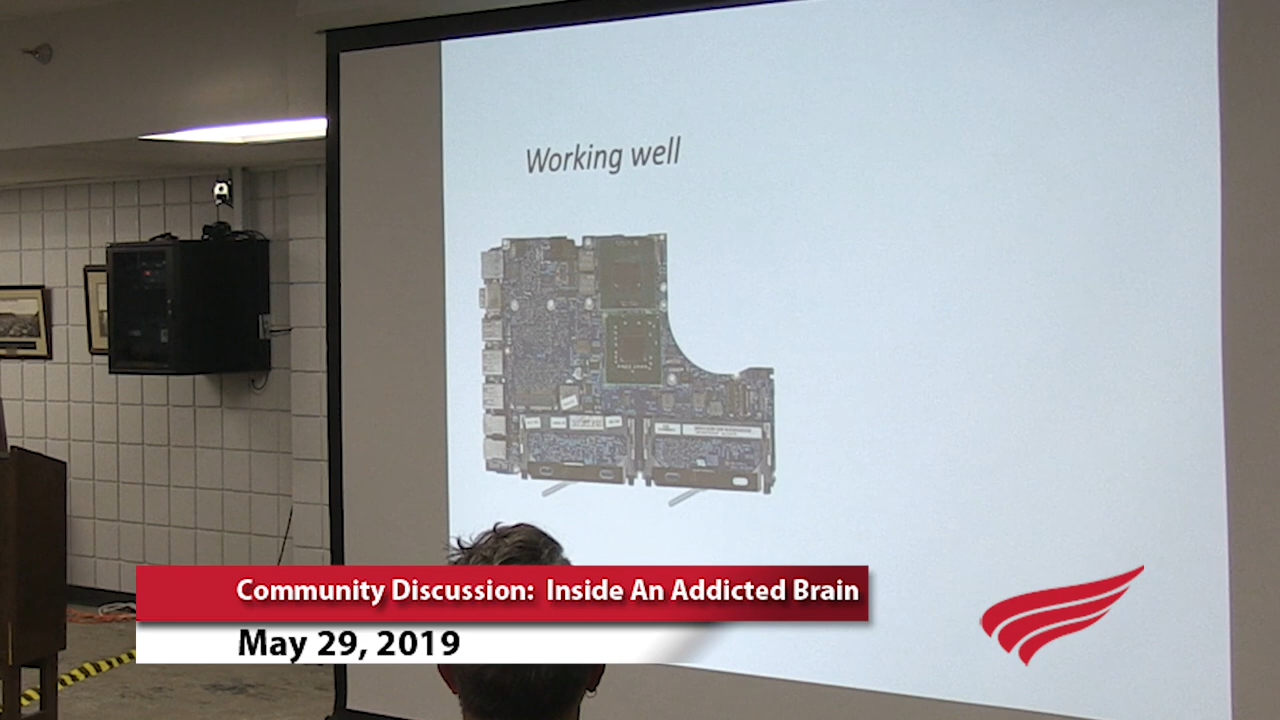 Working well
Community Discussion: Inside An Addicted Brain
May 29, 2019